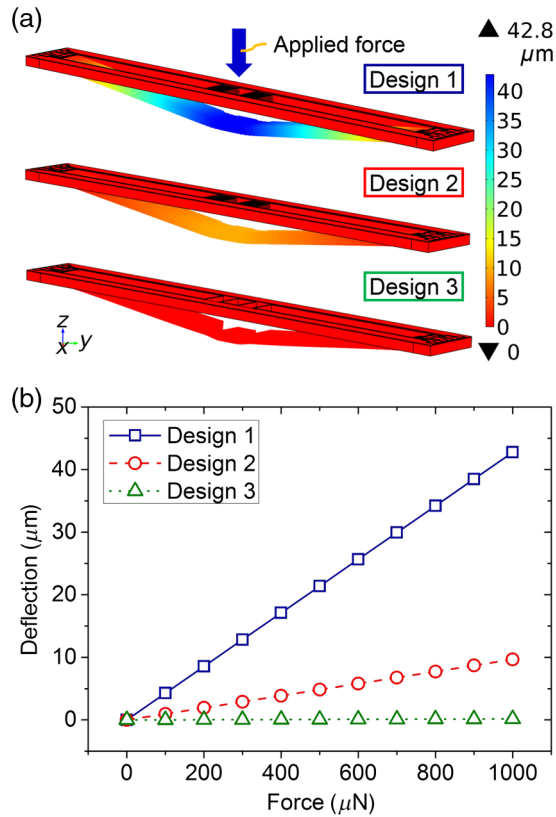 (a)
Applied force
▲ 42.8
μm
Design 1
40
35
30
25
20
15
10
5
0
▼ 0
Design 2
Design 3
z
x
y
(b)
Design 1
Design 2
Design 3
Deflection (μm)
50
40
30
20
10
0
0 200 400 600 800 1000
Force (μN)